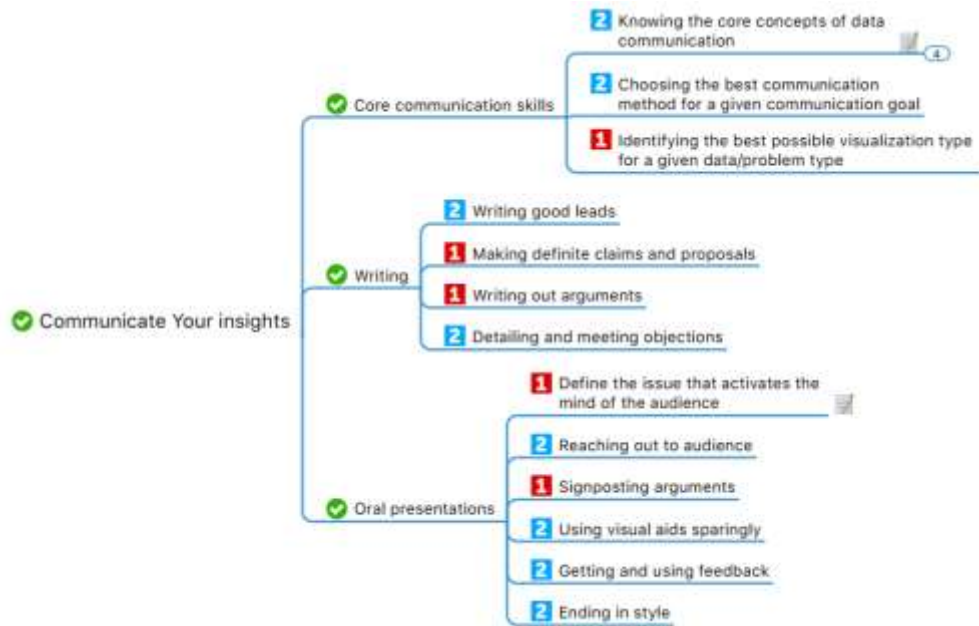 2 Knowing the core concepts of data
communication
4
2 Choosing the best communication
method for a given communication goal
Core communication skills
1 Identifying the best possible visualization type
for a given data/problem type
2 Writing good leads
1 Making definite claims and proposals
Writing
1 Writing out arguments
2 Detailing and meeting objections
Communicate Your insights
1 Define the issue that activates the
mind of the audience
2 Reaching out to audience
1 Signposting arguments
Oral presentations
2 Using visual aids sparingly
2 Getting and using feedback
2 Ending in style